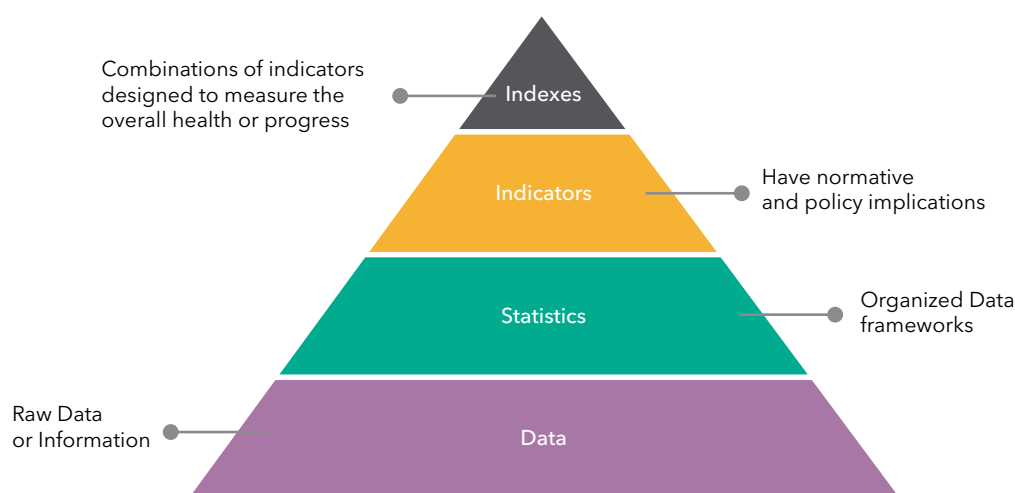 Combinations of indicators
designed to measure the
overall health or progress
Indexes
Indicators
Have normative
and policy implications
Statistics
Organized Data
frameworks
Raw Data
or Information
Data